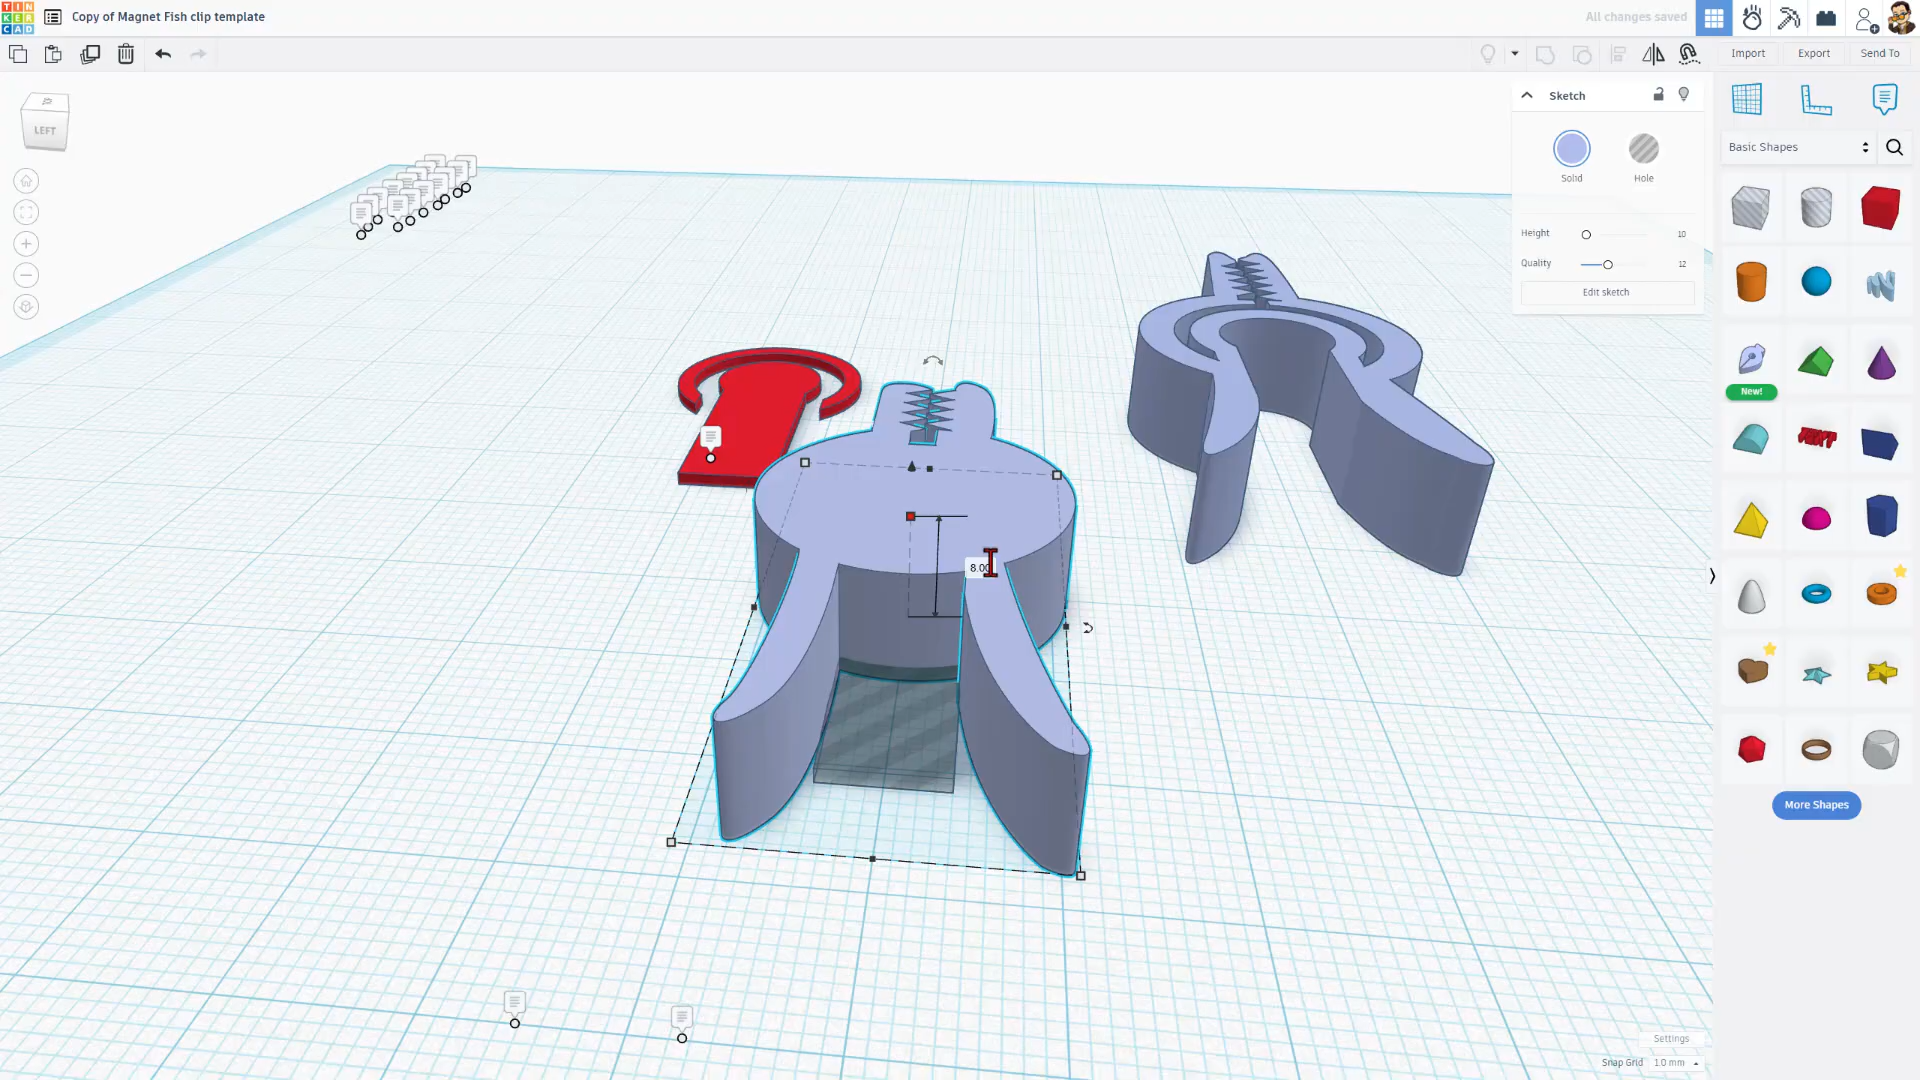 TIN
KER
CAD
Copy of Magnet Fish clip template
All changes saved
Import
Export
Send To
LEFT
Sketch
Solid
Hole
Height
10
Quality
12
Edit sketch
Basic Shapes
New!
8.00
More Shapes
Settings
Snap Grid
1.0 mm